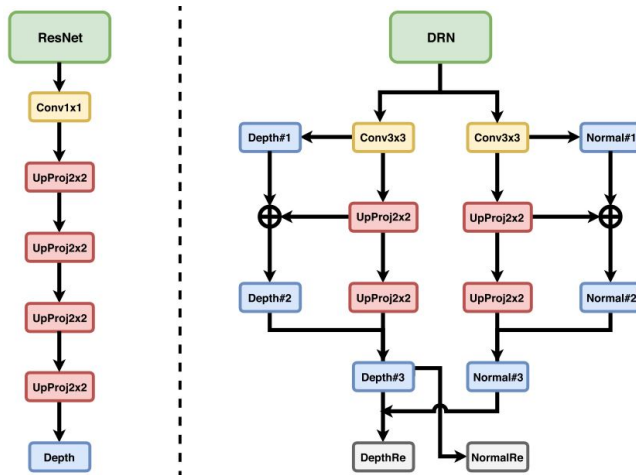 ResNet
Conv1x1
UpProj2x2
UpProj2x2
UpProj2x2
UpProj2x2
Depth
DRN
Depth#1
Conv3x3
Conv3x3
Normal#1
UpProj2x2
UpProj2x2
Depth#2
UpProj2x2
UpProj2x2
Normal#2
Depth#3
Normal#3
DepthRe
NormalRe